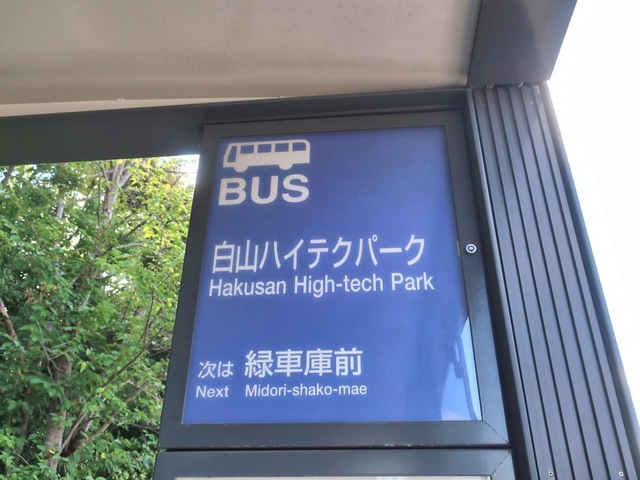 BUS
白山ハイテクパーク
Hakusan High-tech Park
次は 緑車庫前
Next Midori-shako-mae